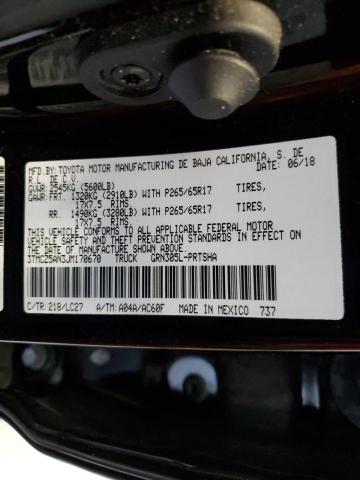 MFD.BY: TOYOTA MOTOR MANUFACTURING DE BAJA CALIFORNIA, S. DE
R.L. DE C.V. 06/18
GVWR: 2545KG (5600LB)
GAWR: FRT. 1320KG (2910LB) WITH P265/65R17 TIRES,
17X7.5 RIMS
RR. 1490KG (3280LB) WITH P265/65R17 TIRES,
17X7.5 RIMS
THIS VEHICLE CONFORMS TO ALL APPLICABLE FEDERAL MOTOR
VEHICLE SAFETY AND THEFT PREVENTION STANDARDS IN EFFECT
ON THE DATE OF MANUFACTURE SHOWN ABOVE.
3TMCZ5AN3JM170670 TRUCK GRN305L-PRTSHA
C/TR: 218/LC27 A/TM: A04A/AC60F MADE IN MEXICO 737